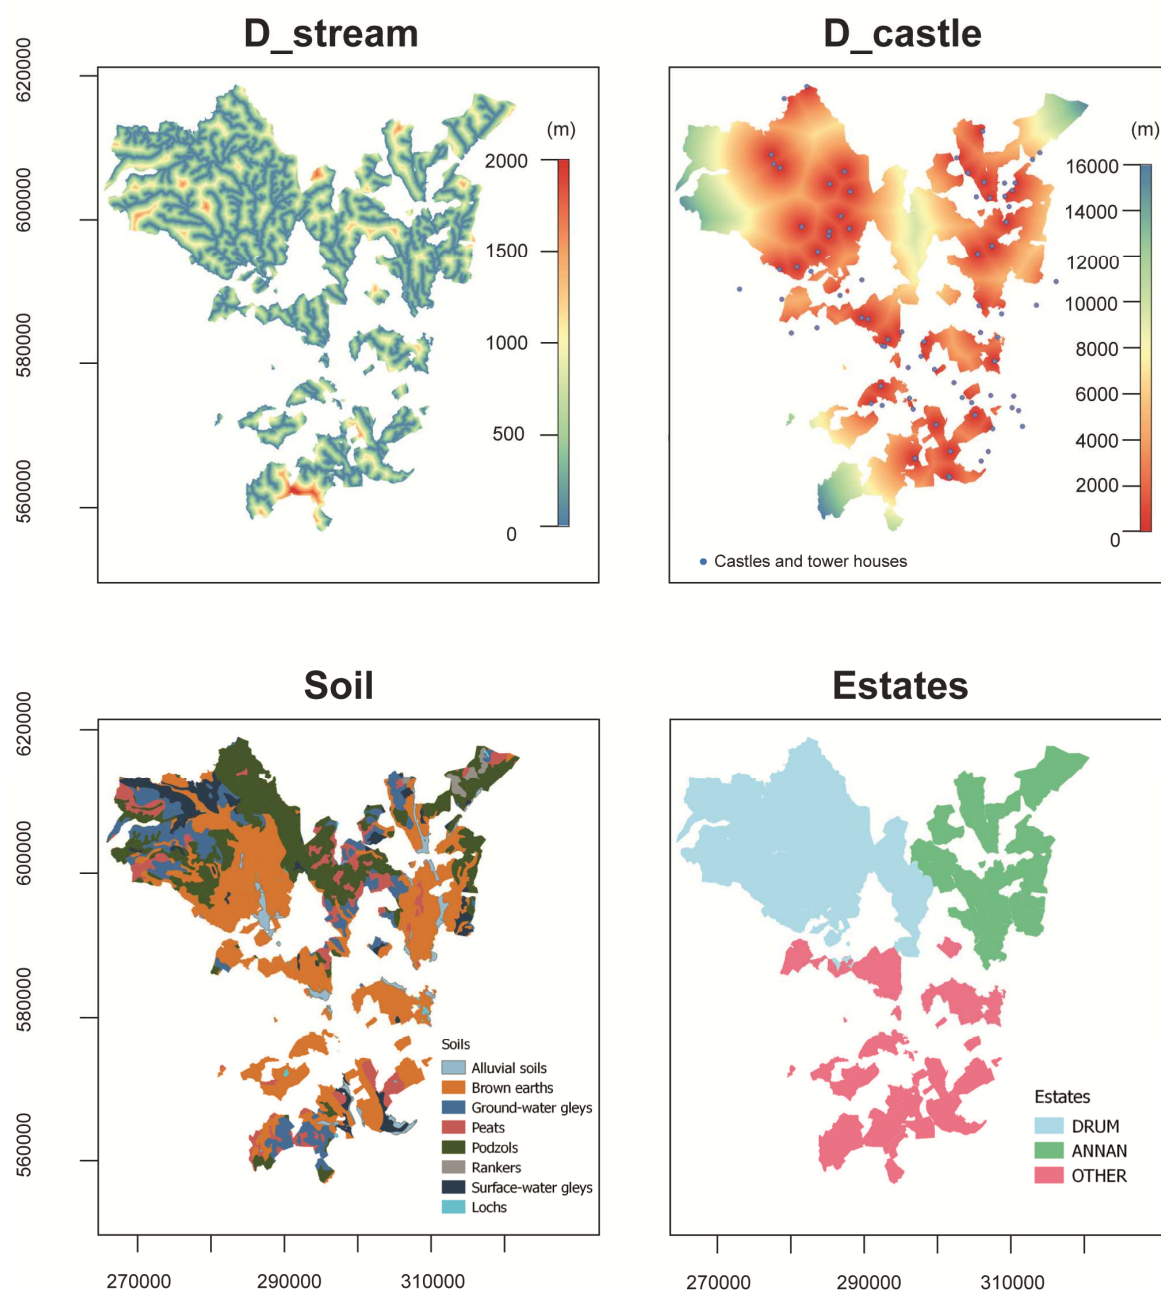 D_stream
D_castle
620000
600000
580000
560000
(m)
2000
1500
1000
500
0
(m)
16000
14000
12000
10000
8000
6000
4000
2000
0
Castles and tower houses
Soil
Estates
620000
600000
580000
560000
Soils
Alluvial soils
Brown earths
Ground-water gleys
Peats
Podzols
Rankers
Surface-water gleys
Lochs
Estates
DRUM
ANNAN
OTHER
270000
290000
310000
270000
290000
310000